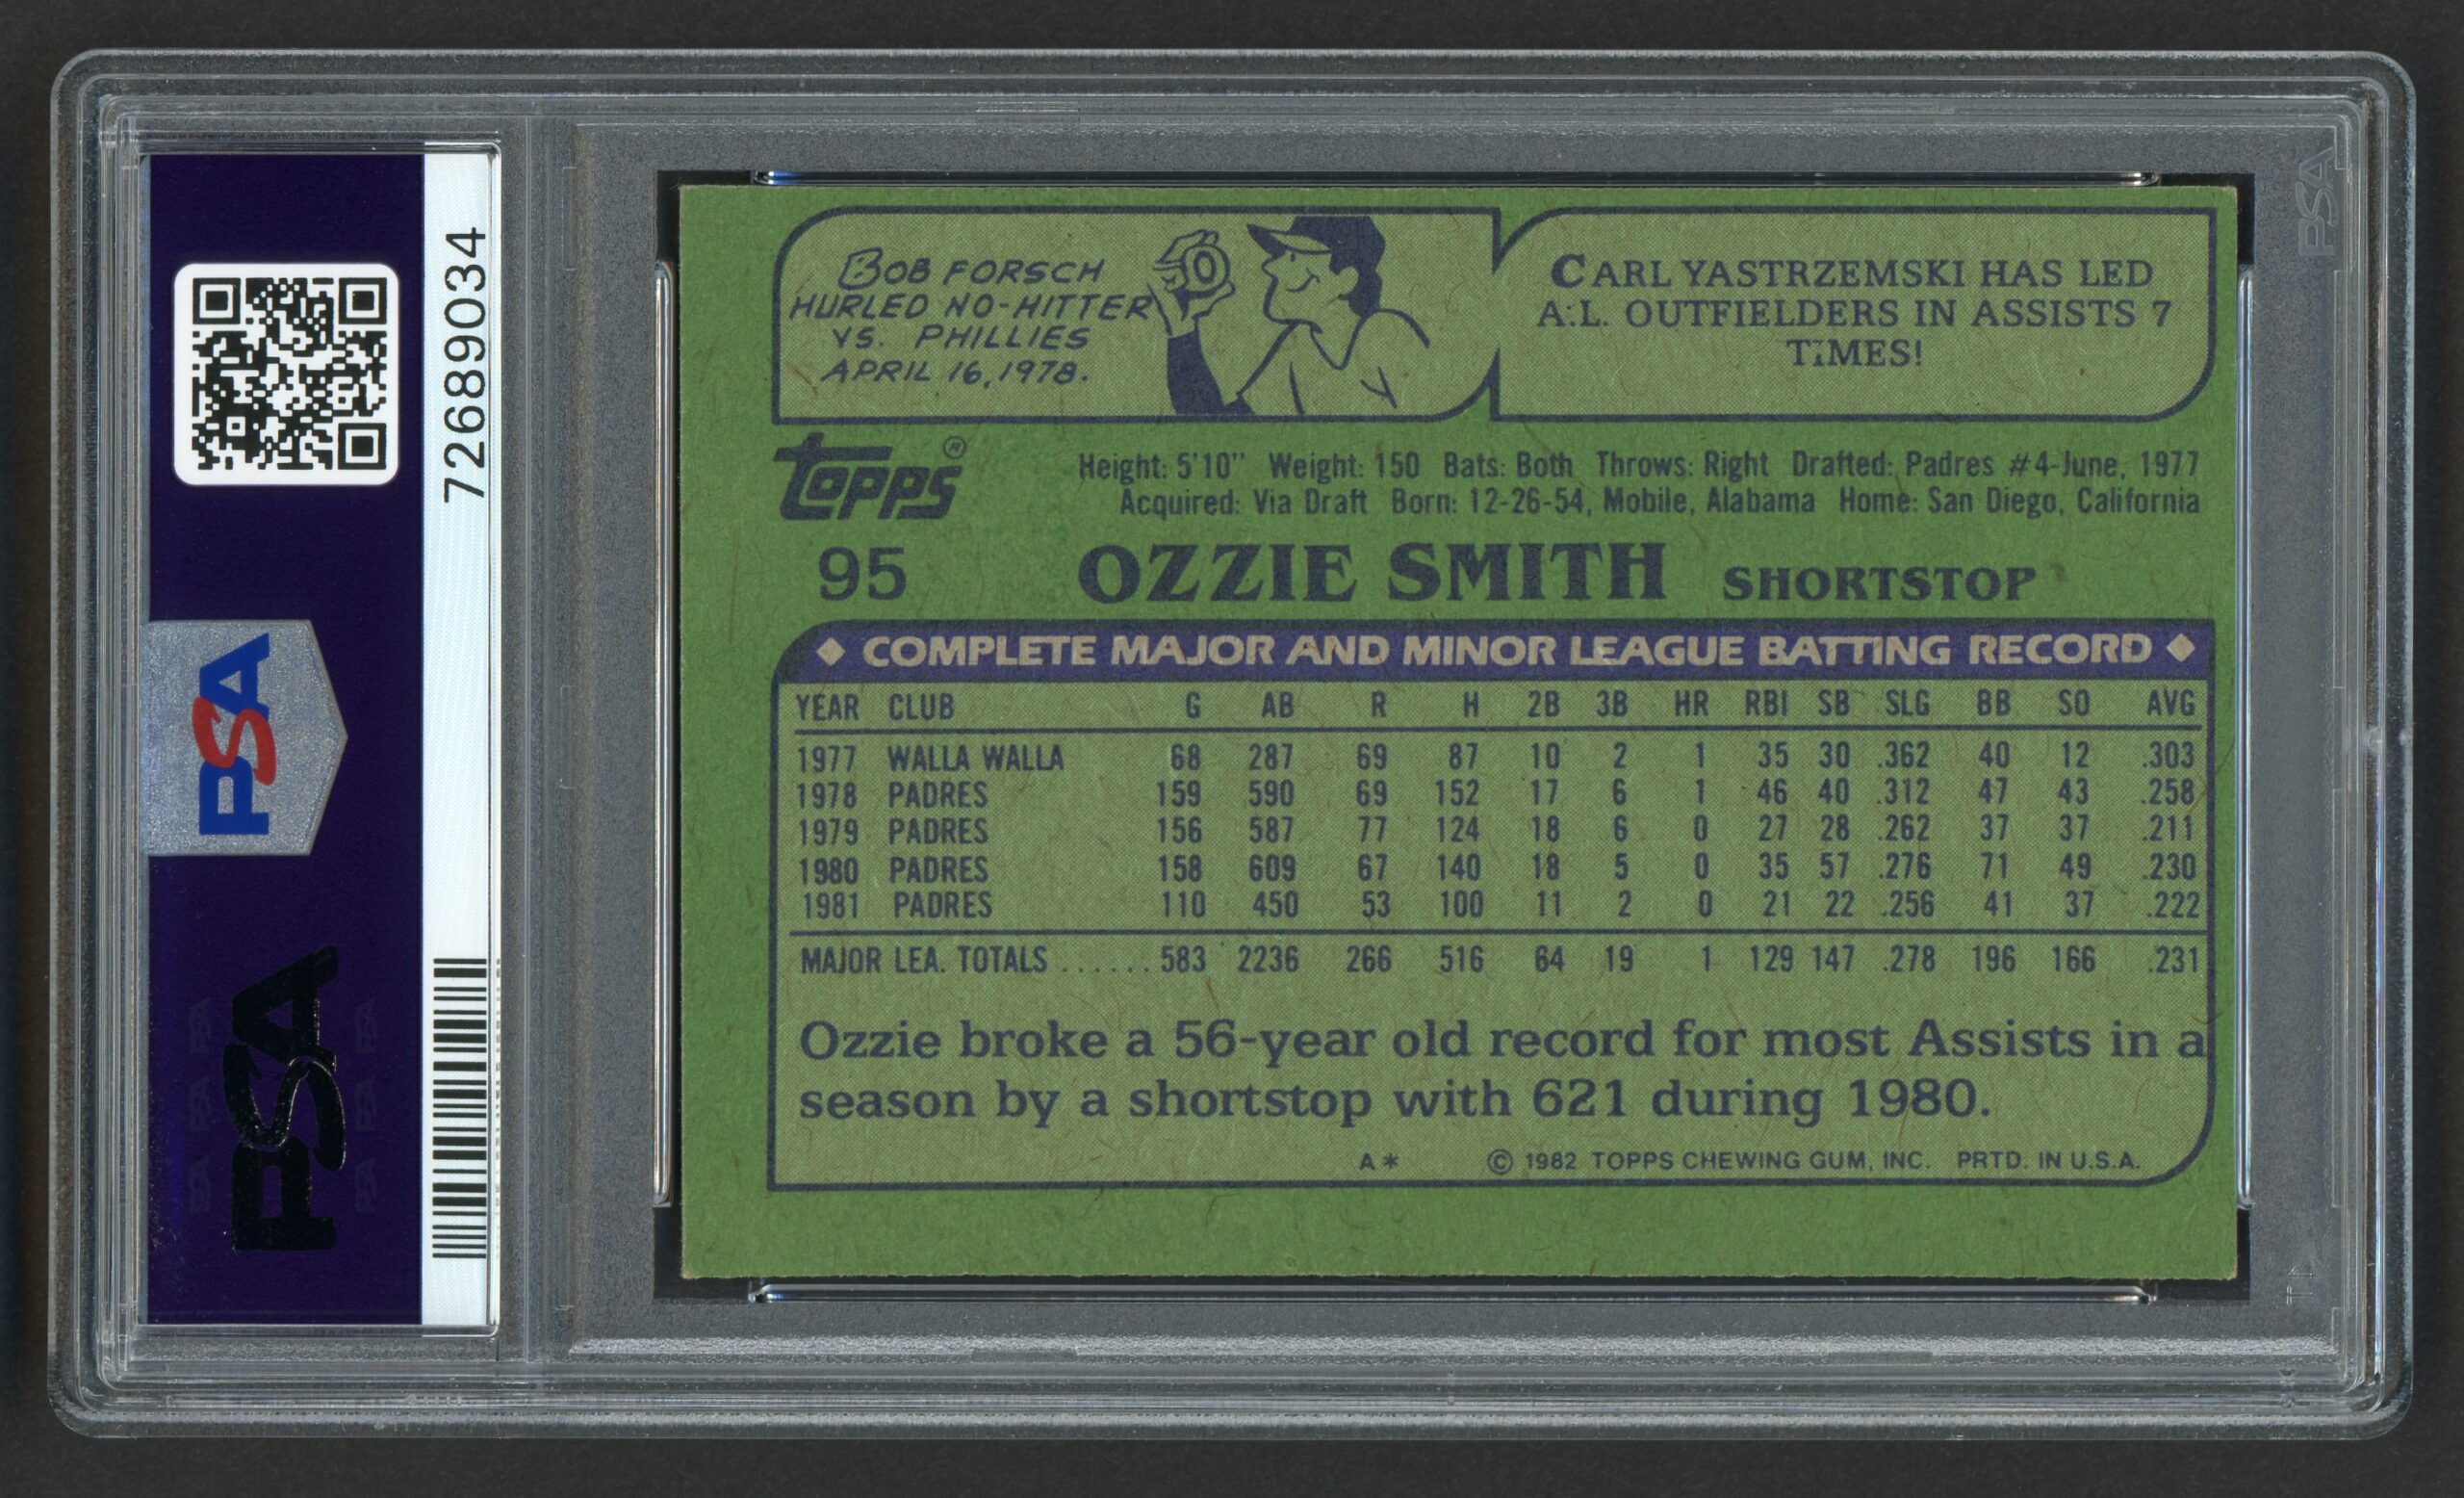 72689034
PSA
PSA
PSA
BOB FORSCH
HURLED NO-HITTER
VS. PHILLIES
APRIL 16, 1978.
CARL YASTRZEMSKI HAS LED
A.L. OUTFIELDERS IN ASSISTS 7
TIMES!
TOPPS®
Height: 5'10" Weight: 150 Bats: Both Throws: Right Drafted: Padres #4-June, 1977
Acquired: Via Draft Born: 12-26-54, Mobile, Alabama Home: San Diego, California
95 OZZIE SMITH SHORTSTOP
◆ COMPLETE MAJOR AND MINOR LEAGUE BATTING RECORD ◆
YEAR CLUB G AB R H 2B 3B HR RBI SB SLG BB SO AVG
1977 WALLA WALLA 68 287 69 87 10 2 1 35 30 .362 40 12 .303
1978 PADRES 159 590 69 152 17 6 1 46 40 .312 47 43 .258
1979 PADRES 156 587 77 124 18 6 0 27 28 .262 37 37 .211
1980 PADRES 158 609 67 140 18 5 0 35 57 .276 71 49 .230
1981 PADRES 110 450 53 100 11 2 0 21 22 .256 41 37 .222
MAJOR LEA. TOTALS ...... 583 2236 266 516 64 19 1 129 147 .278 196 166 .231
Ozzie broke a 56-year old record for most Assists in a
season by a shortstop with 621 during 1980.
A* © 1982 TOPPS CHEWING GUM, INC. PRTD. IN U.S.A.